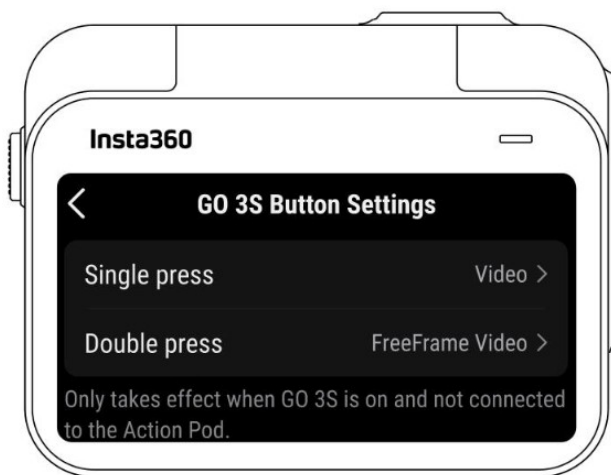 Insta360
GO 3S Button Settings
Single press Video >
Double press FreeFrame Video >
Only takes effect when GO 3S is on and not connected
to the Action Pod.